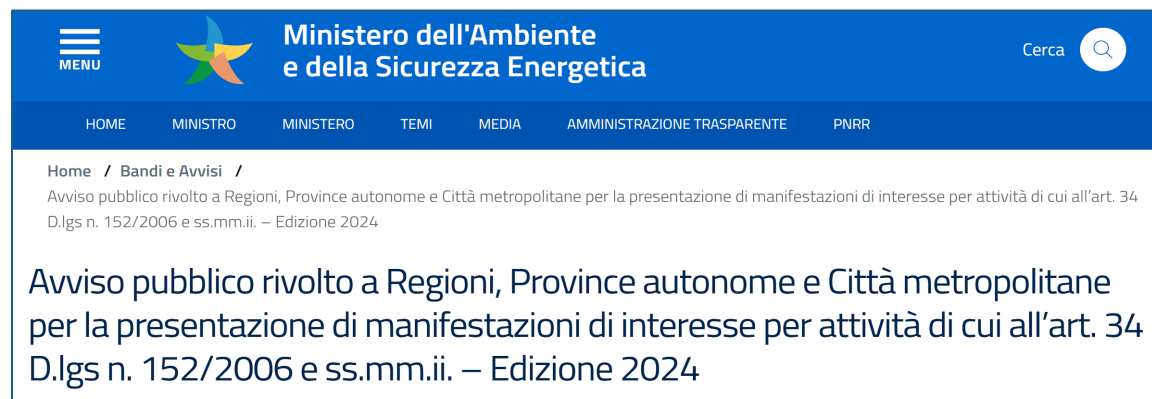 MENU
Ministero dell'Ambiente
e della Sicurezza Energetica
Cerca
HOME MINISTRO MINISTERO TEMI MEDIA AMMINISTRAZIONE TRASPARENTE PNRR
Home / Bandi e Avvisi /
Avviso pubblico rivolto a Regioni, Province autonome e Città metropolitane per la presentazione di manifestazioni di interesse per attività di cui all’art. 34
D.lgs n. 152/2006 e ss.mm.ii. – Edizione 2024
Avviso pubblico rivolto a Regioni, Province autonome e Città metropolitane
per la presentazione di manifestazioni di interesse per attività di cui all’art. 34
D.lgs n. 152/2006 e ss.mm.ii. – Edizione 2024